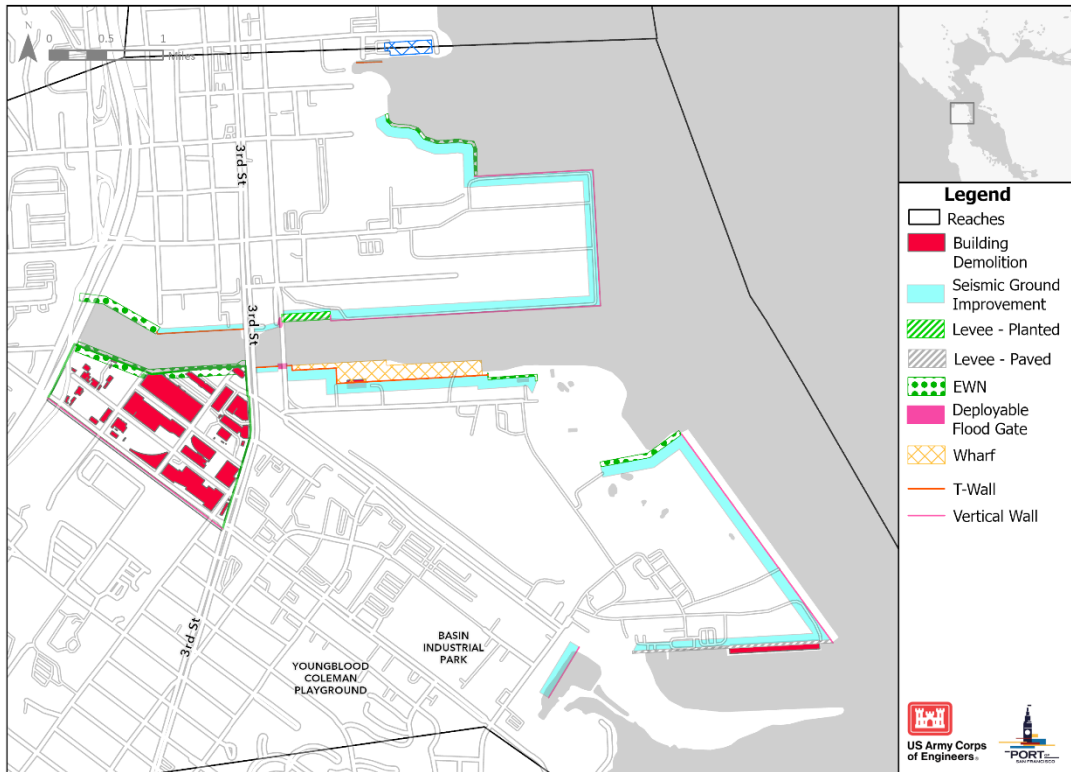 N
0 0.5 1
Miles
3rd St
3rd St
3rd St
BASIN
INDUSTRIAL
PARK
YOUNGBLOOD
COLEMAN
PLAYGROUND
Legend
Reaches
Building
Demolition
Seismic Ground
Improvement
Levee - Planted
Levee - Paved
EWN
Deployable
Flood Gate
Wharf
T-Wall
Vertical Wall
US Army Corps
of Engineers®
PORT
SAN FRANCISCO